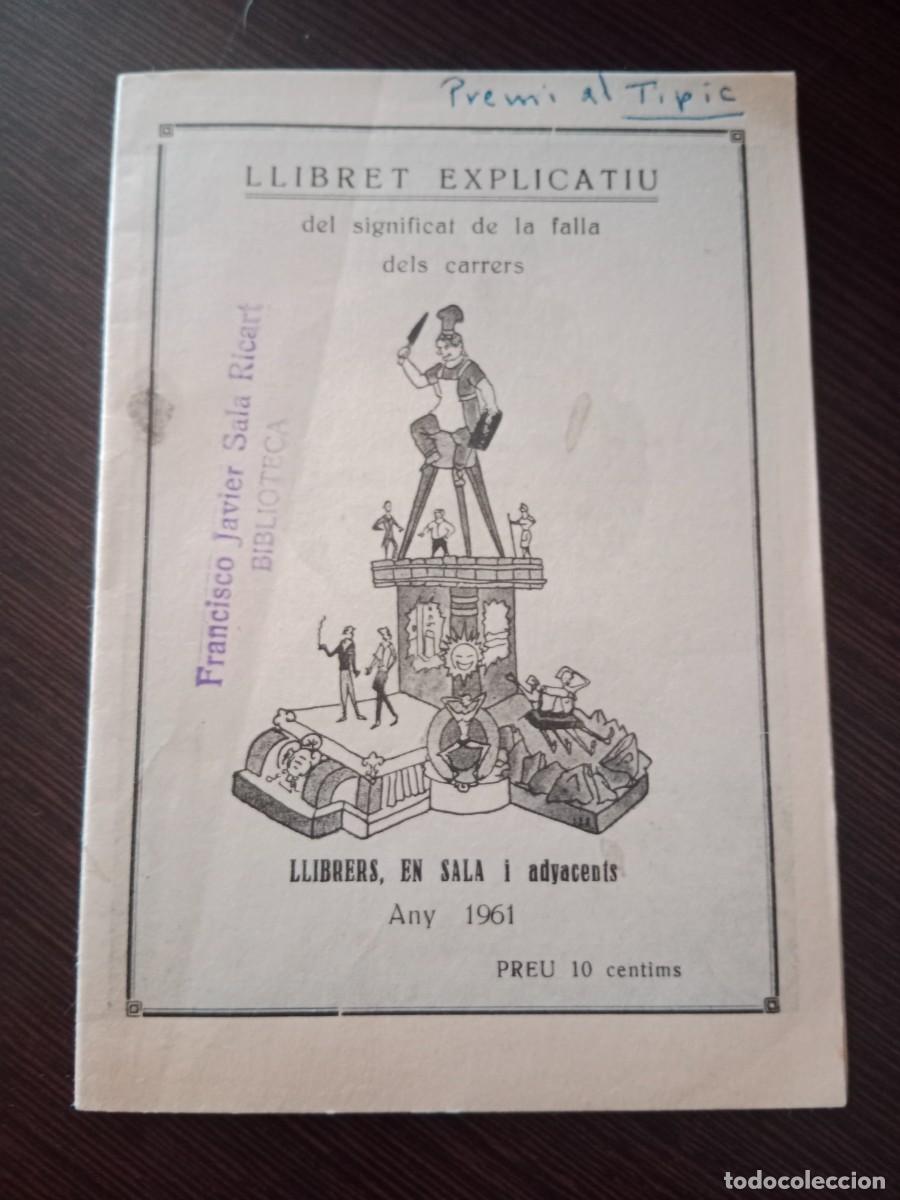 Premi al Tipic
LLIBRET EXPLICATIU
del significat de la falla
dels carrers
Francisco Javier Sala Ricart
BIBLIOTECA
LLIBRERS, EN SALA i adyacents
Any 1961
PREU 10 centims
todocoleccion